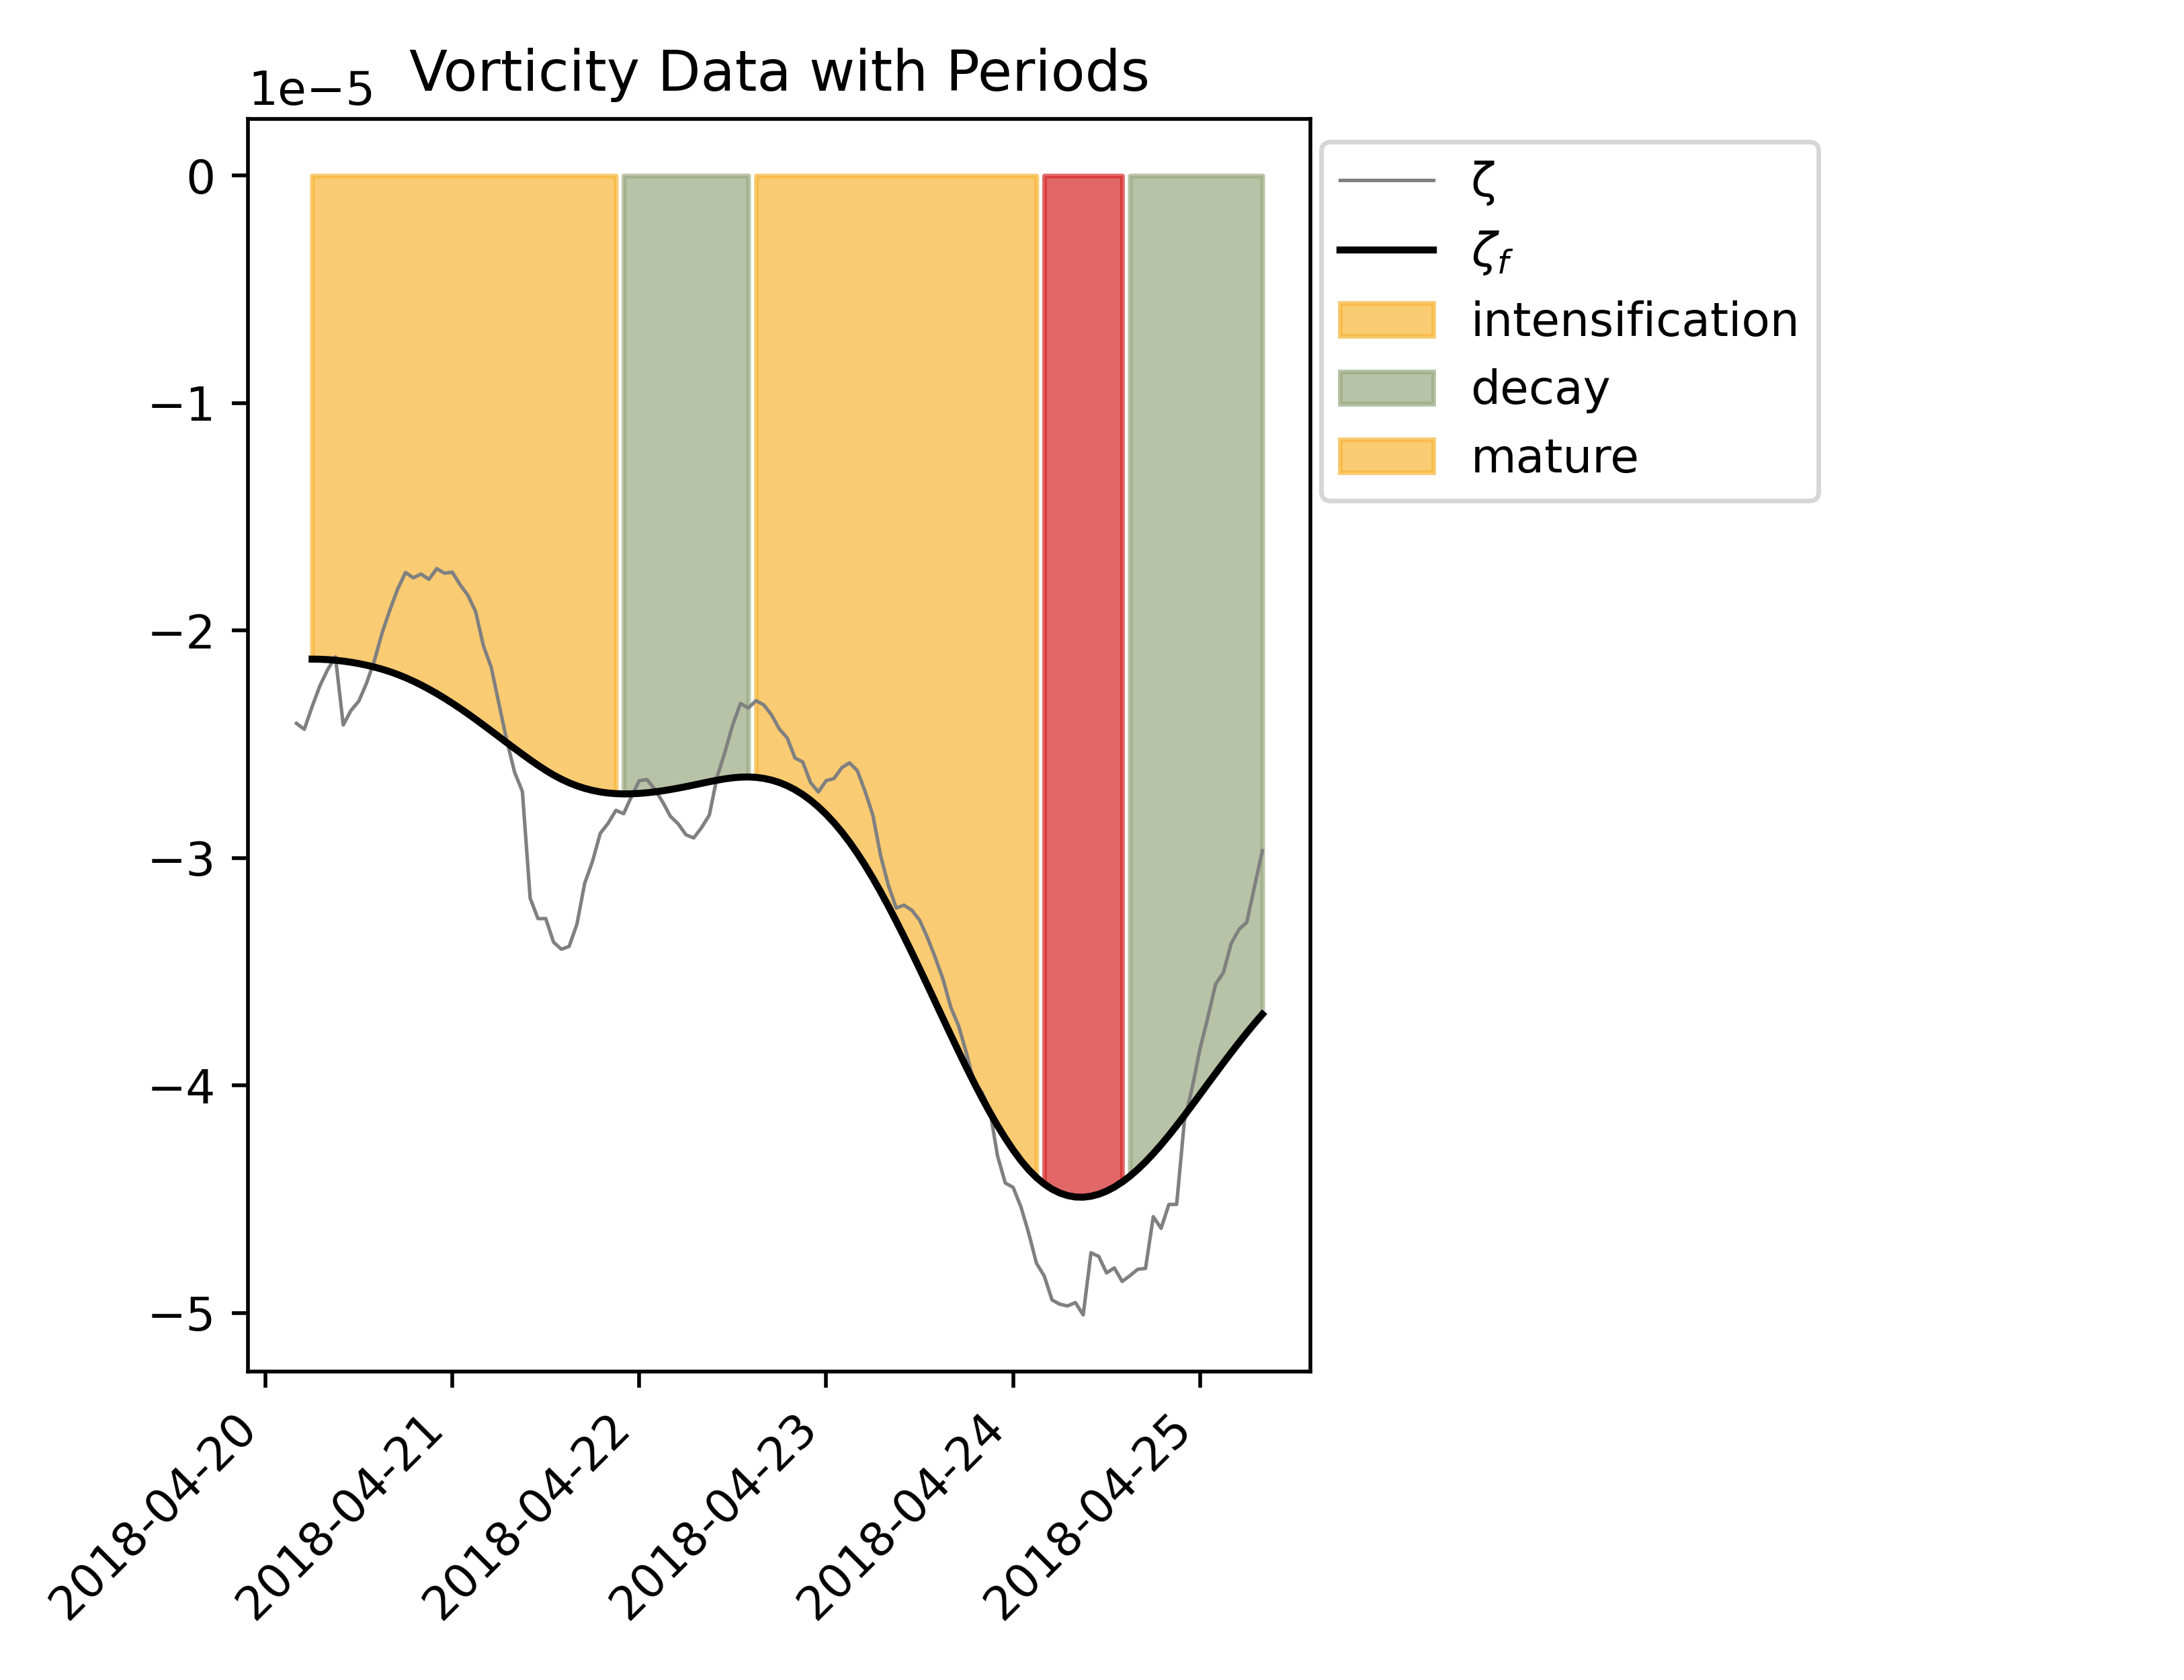 Vorticity Data with Periods
1e−5
0
−1
−2
−3
−4
−5
2018-04-20
2018-04-21
2018-04-22
2018-04-23
2018-04-24
2018-04-25
ζ
ζf
intensification
decay
mature